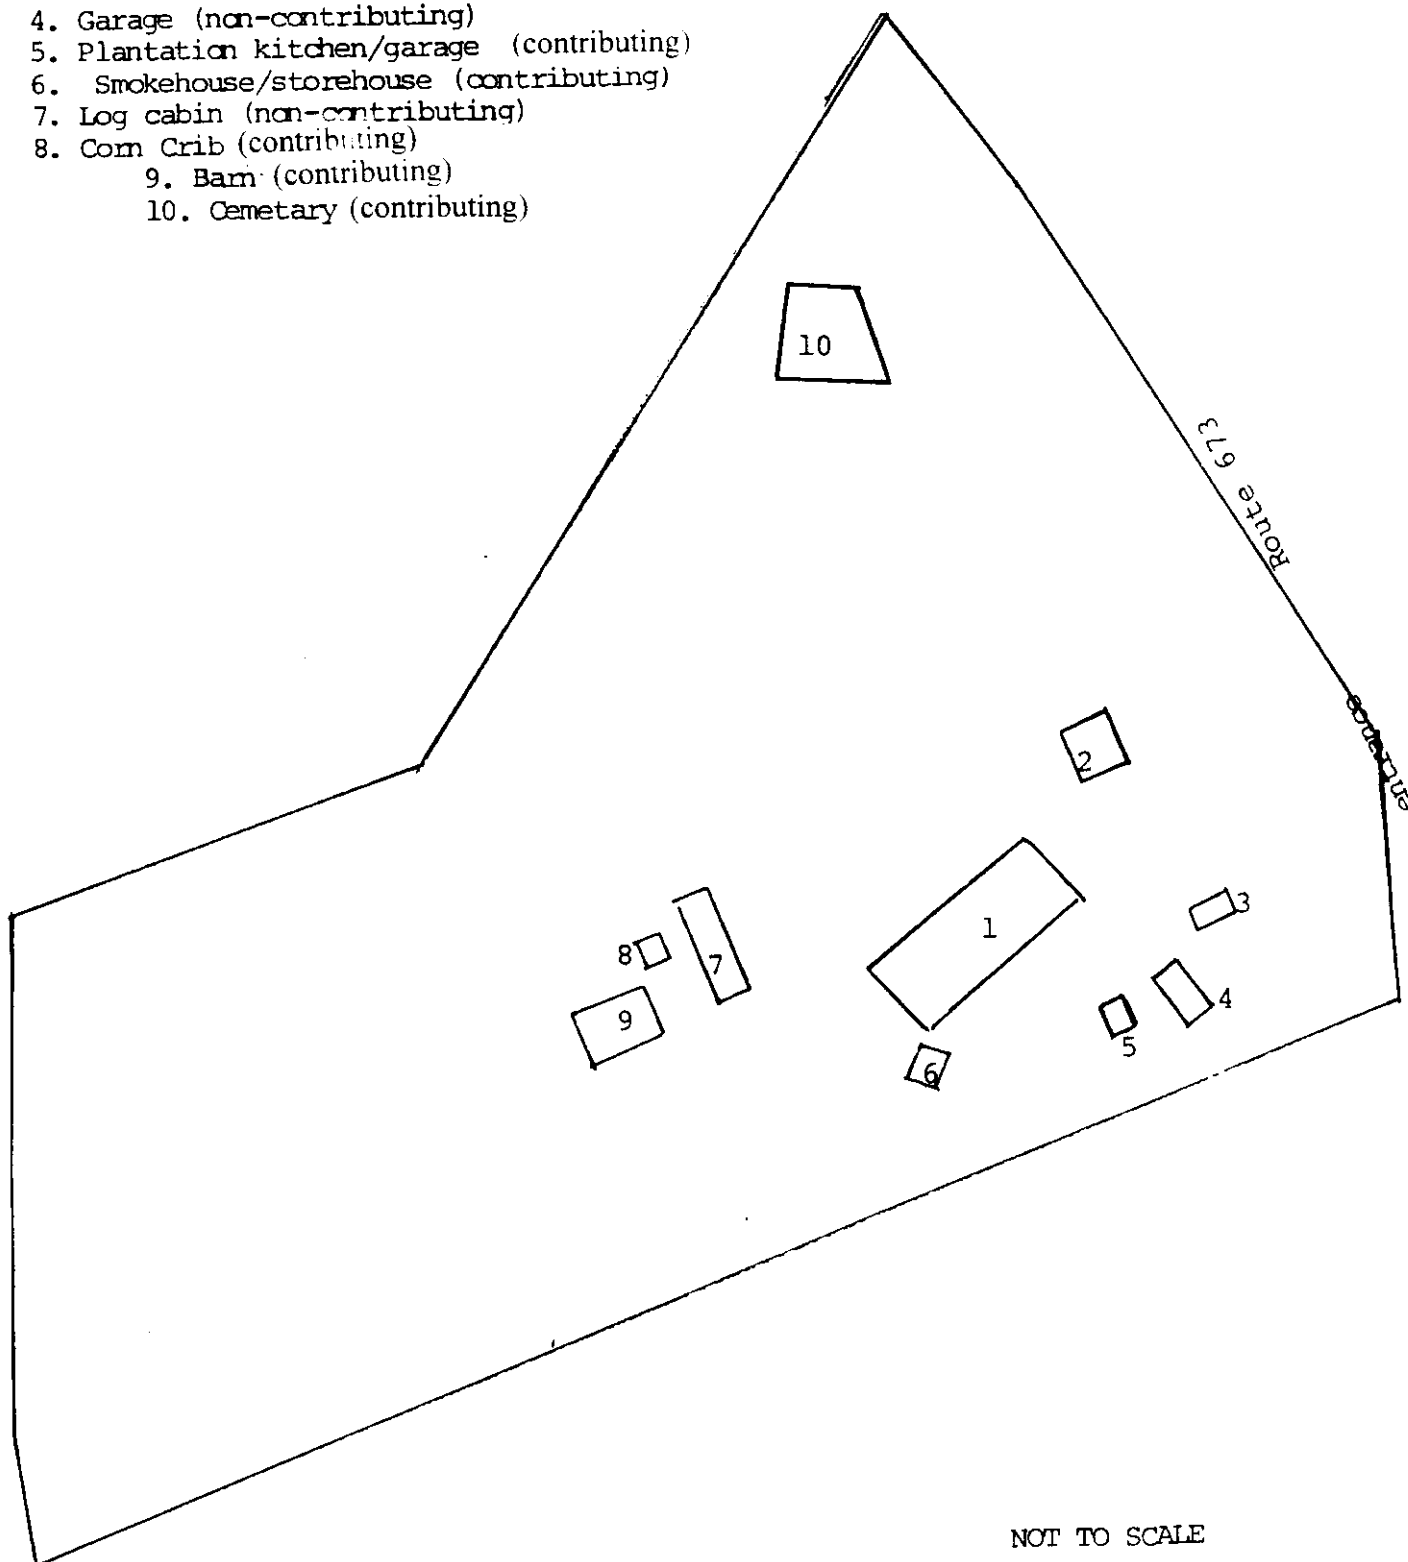 4. Garage (non-contributing)
5. Plantation kitchen/garage (contributing)
6. Smokehouse/storehouse (contributing)
7. Log cabin (non-contributing)
8. Corn Crib (contributing)
9. Barn (contributing)
10. Cemetary (contributing)
10
Route 673
entrance
2
1
3
8
7
9
4
5
6
NOT TO SCALE